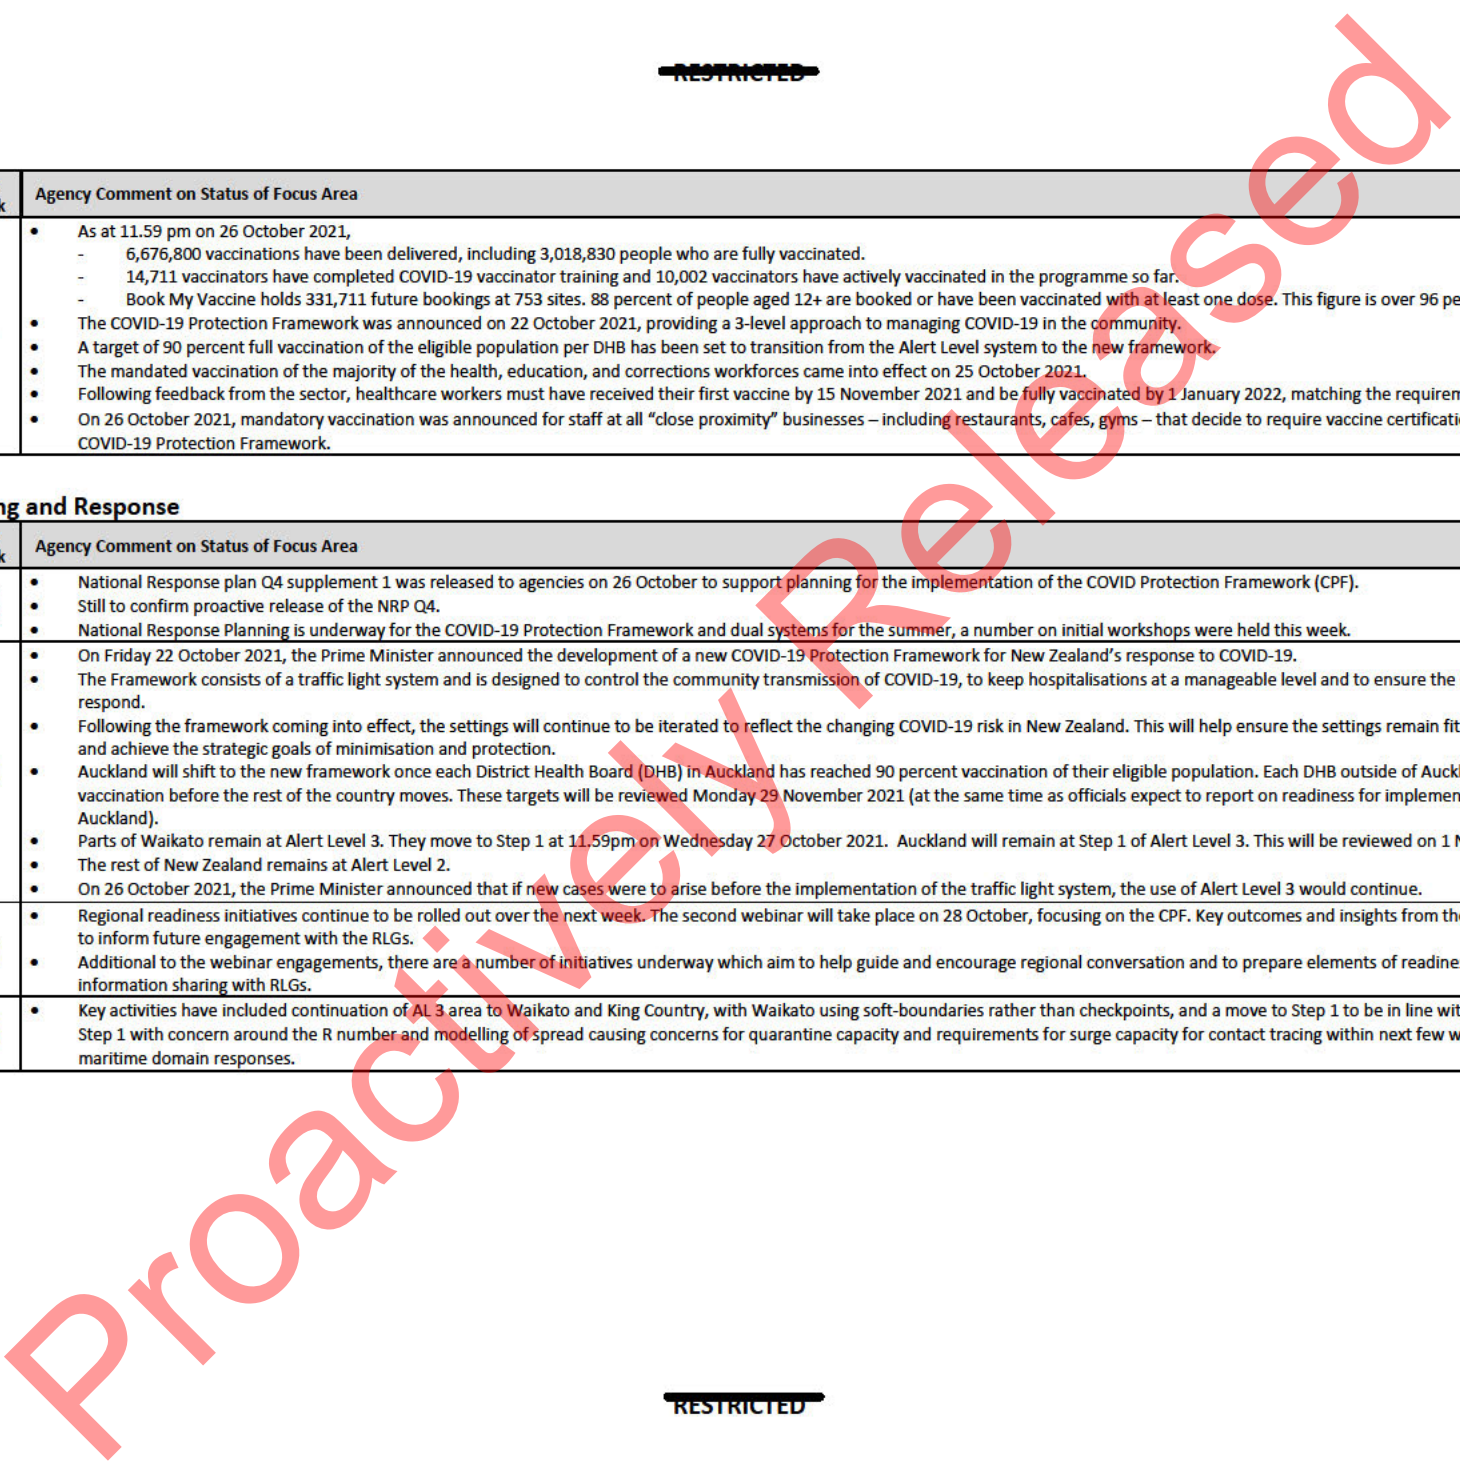 RESTRICTED
k
Agency Comment on Status of Focus Area
• As at 11.59 pm on 26 October 2021,
- 6,676,800 vaccinations have been delivered, including 3,018,830 people who are fully vaccinated.
- 14,711 vaccinators have completed COVID-19 vaccinator training and 10,002 vaccinators have actively vaccinated in the programme so far.
- Book My Vaccine holds 331,711 future bookings at 753 sites. 88 percent of people aged 12+ are booked or have been vaccinated with at least one dose. This figure is over 96 pe
• The COVID-19 Protection Framework was announced on 22 October 2021, providing a 3-level approach to managing COVID-19 in the community.
• A target of 90 percent full vaccination of the eligible population per DHB has been set to transition from the Alert Level system to the new framework.
• The mandated vaccination of the majority of the health, education, and corrections workforces came into effect on 25 October 2021.
• Following feedback from the sector, healthcare workers must have received their first vaccine by 15 November 2021 and be fully vaccinated by 1 January 2022, matching the requirem
• On 26 October 2021, mandatory vaccination was announced for staff at all “close proximity” businesses – including restaurants, cafes, gyms – that decide to require vaccine certificati
COVID-19 Protection Framework.
ng and Response
k
Agency Comment on Status of Focus Area
• National Response plan Q4 supplement 1 was released to agencies on 26 October to support planning for the implementation of the COVID Protection Framework (CPF).
• Still to confirm proactive release of the NRP Q4.
• National Response Planning is underway for the COVID-19 Protection Framework and dual systems for the summer, a number on initial workshops were held this week.
• On Friday 22 October 2021, the Prime Minister announced the development of a new COVID-19 Protection Framework for New Zealand’s response to COVID-19.
• The Framework consists of a traffic light system and is designed to control the community transmission of COVID-19, to keep hospitalisations at a manageable level and to ensure the
respond.
• Following the framework coming into effect, the settings will continue to be iterated to reflect the changing COVID-19 risk in New Zealand. This will help ensure the settings remain fit
and achieve the strategic goals of minimisation and protection.
• Auckland will shift to the new framework once each District Health Board (DHB) in Auckland has reached 90 percent vaccination of their eligible population. Each DHB outside of Auckl
vaccination before the rest of the country moves. These targets will be reviewed Monday 29 November 2021 (at the same time as officials expect to report on readiness for implemen
Auckland).
• Parts of Waikato remain at Alert Level 3. They move to Step 1 at 11.59pm on Wednesday 27 October 2021. Auckland will remain at Step 1 of Alert Level 3. This will be reviewed on 1 N
• The rest of New Zealand remains at Alert Level 2.
• On 26 October 2021, the Prime Minister announced that if new cases were to arise before the implementation of the traffic light system, the use of Alert Level 3 would continue.
• Regional readiness initiatives continue to be rolled out over the next week. The second webinar will take place on 28 October, focusing on the CPF. Key outcomes and insights from the
to inform future engagement with the RLGs.
• Additional to the webinar engagements, there are a number of initiatives underway which aim to help guide and encourage regional conversation and to prepare elements of readine
information sharing with RLGs.
• Key activities have included continuation of AL 3 area to Waikato and King Country, with Waikato using soft-boundaries rather than checkpoints, and a move to Step 1 to be in line wit
Step 1 with concern around the R number and modelling of spread causing concerns for quarantine capacity and requirements for surge capacity for contact tracing within next few w
maritime domain responses.
Proactively Released
RESTRICTED